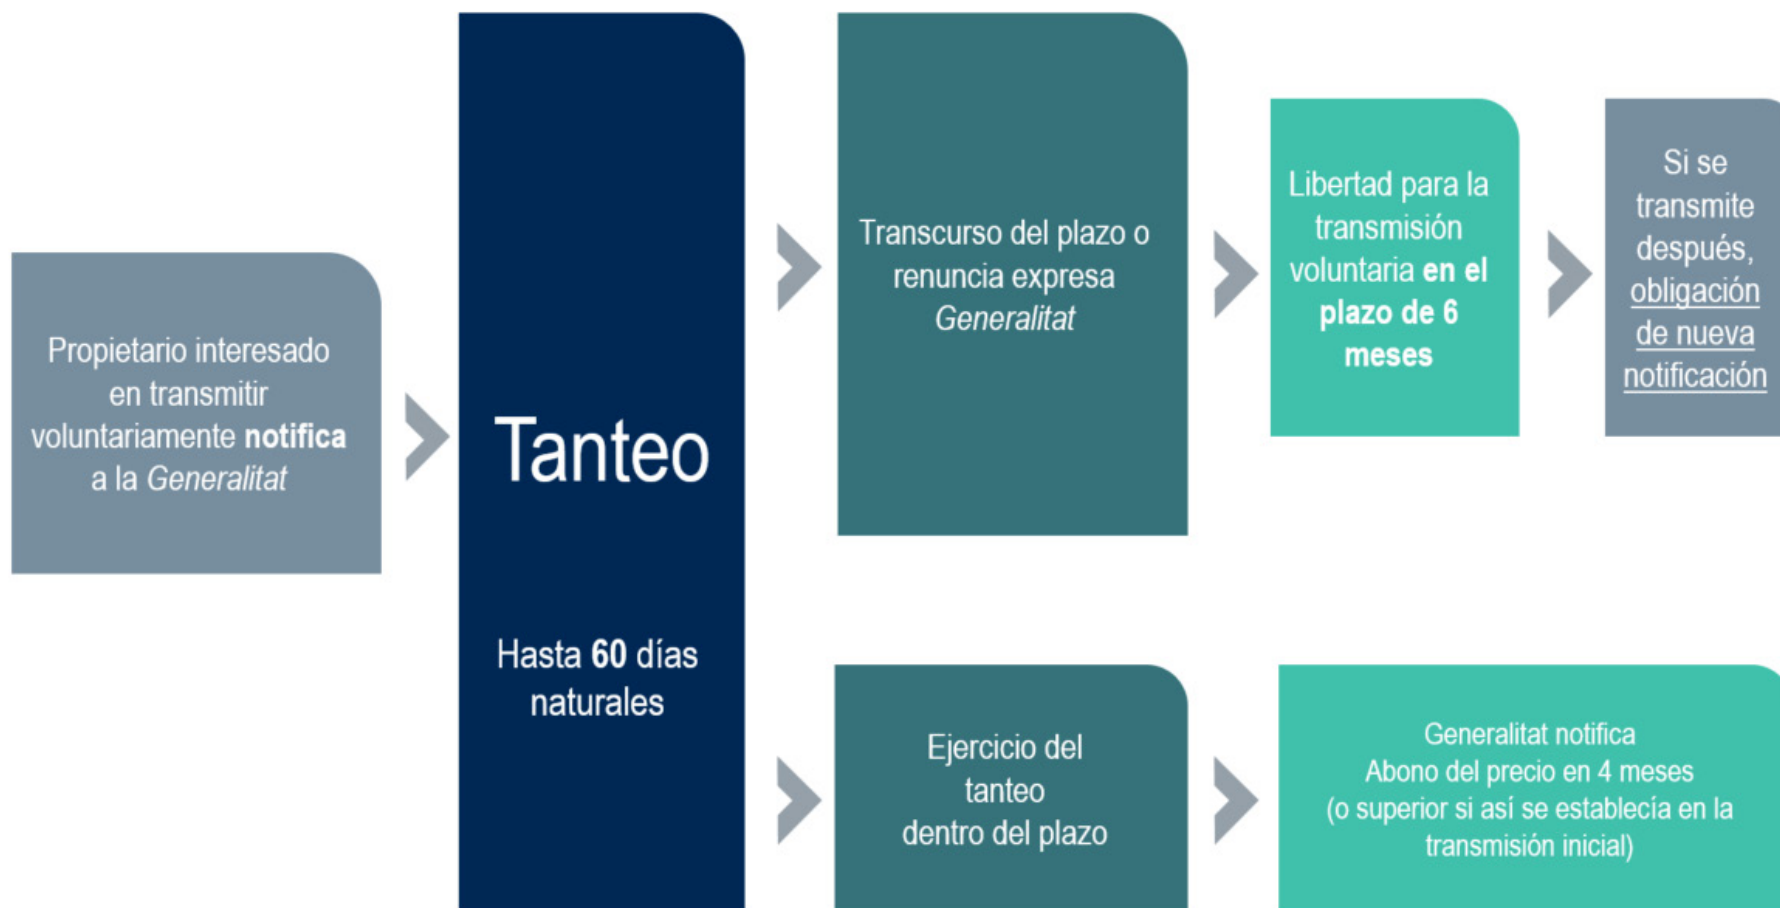 Propietario interesado
en transmitir
voluntariamente notifica
a la Generalitat
Tanteo
Hasta 60 días
naturales
Transcurso del plazo o
renuncia expresa
Generalitat
Libertad para la
transmisión
voluntaria en el
plazo de 6
meses
Si se
transmite
después,
obligación
de nueva
notificación
Ejercicio del
tanteo
dentro del plazo
Generalitat notifica
Abono del precio en 4 meses
(o superior si así se establecía en la
transmisión inicial)